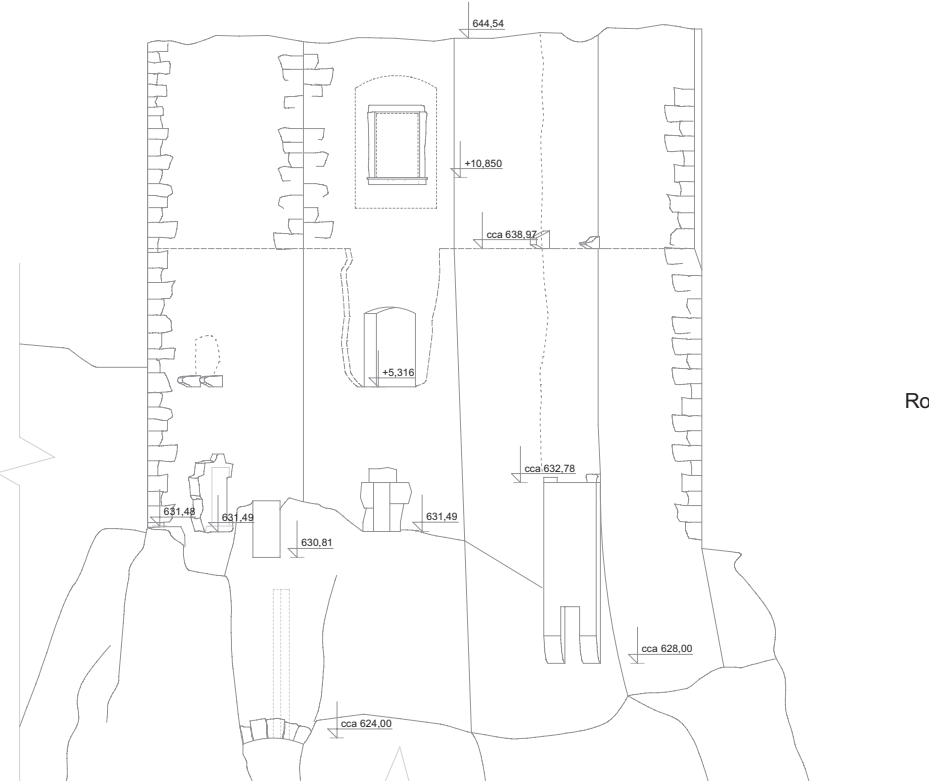 644,54
+10,850
cca 638,97
+5,316
cca 632,78
631,48
631,49
631,49
630,81
cca 628,00
cca 624,00
Ro